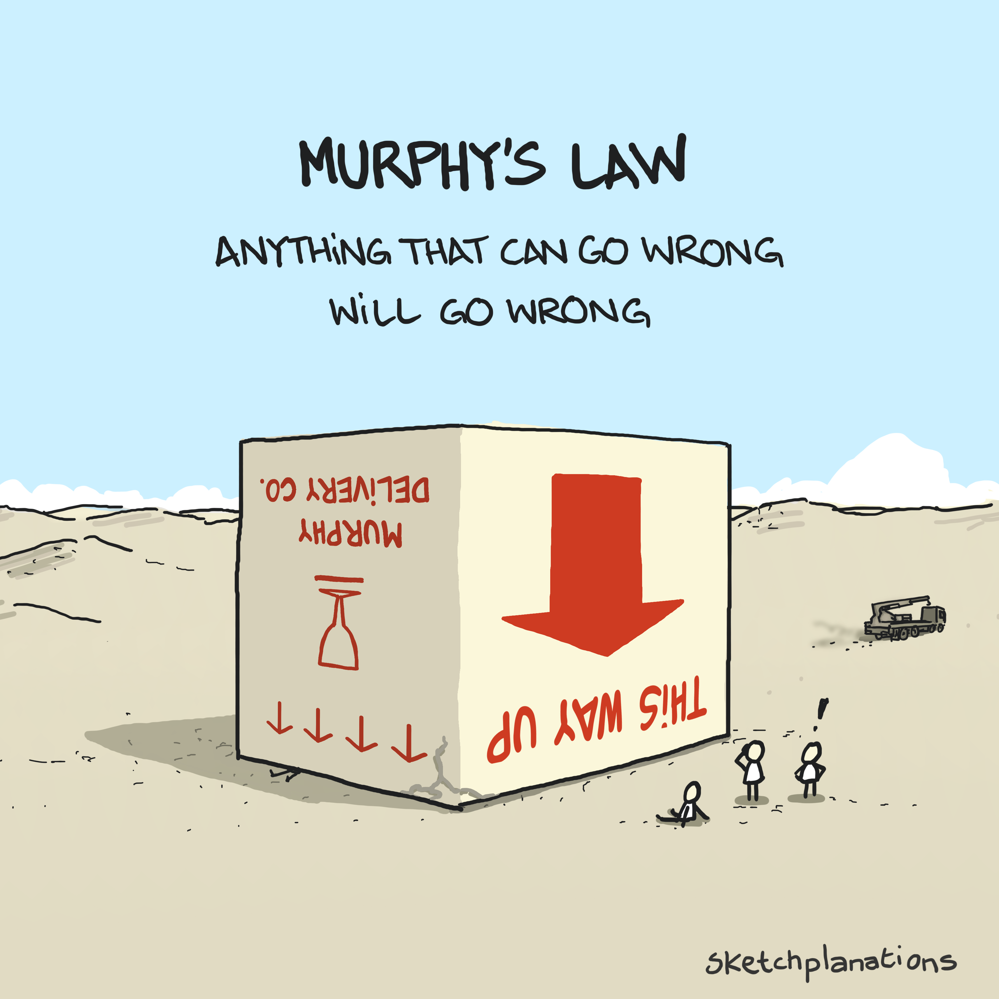 MURPHY'S LAW
ANYTHING THAT CAN GO WRONG
WILL GO WRONG
MURPHY
DELIVERY CO.
THIS WAY UP
!
sketchplanations